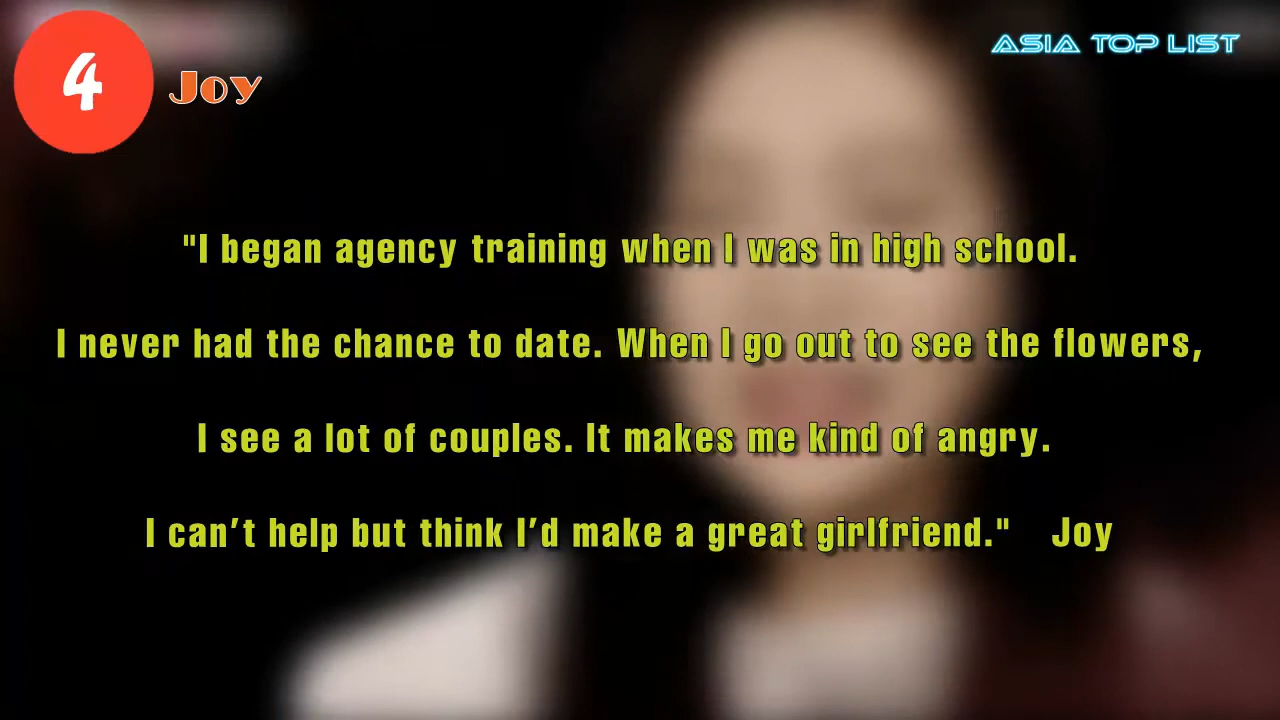 4
Joy
ASIA TOP LIST
"I began agency training when I was in high school.
I never had the chance to date. When I go out to see the flowers,
I see a lot of couples. It makes me kind of angry.
I can’t help but think I’d make a great girlfriend." Joy